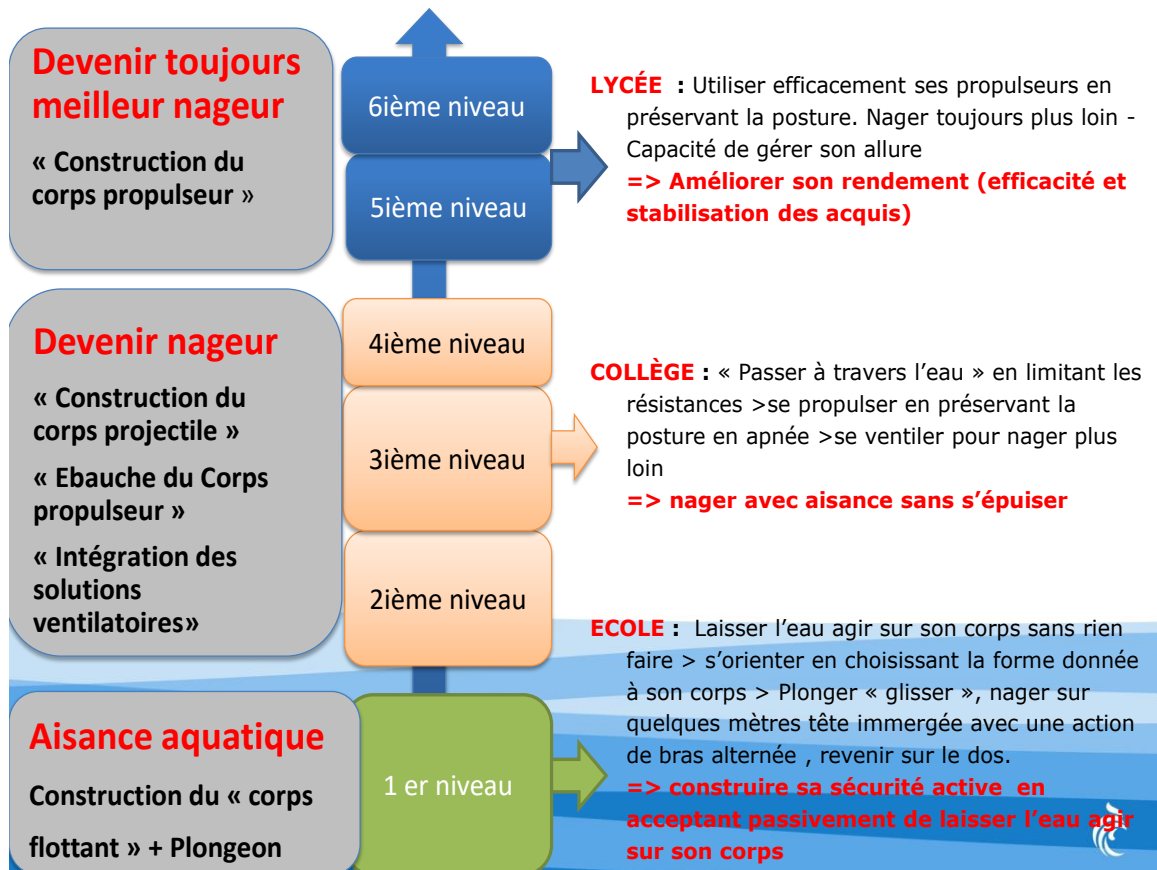 Devenir toujours
meilleur nageur
« Construction du
corps propulseur »
6ième niveau
5ième niveau
LYCÉE : Utiliser efficacement ses propulseurs en
préservant la posture. Nager toujours plus loin -
Capacité de gérer son allure
=> Améliorer son rendement (efficacité et
stabilisation des acquis)
Devenir nageur
« Construction du
corps projectile »
« Ebauche du Corps
propulseur »
« Intégration des
solutions
ventilatoires»
4ième niveau
3ième niveau
2ième niveau
COLLÈGE : « Passer à travers l’eau » en limitant les
résistances >se propulser en préservant la
posture en apnée >se ventiler pour nager plus
loin
=> nager avec aisance sans s’épuiser
Aisance aquatique
Construction du « corps
flottant » + Plongeon
1 er niveau
ECOLE : Laisser l’eau agir sur son corps sans rien
faire > s’orienter en choisissant la forme donnée
à son corps > Plonger « glisser », nager sur
quelques mètres tête immergée avec une action
de bras alternée , revenir sur le dos.
=> construire sa sécurité active en
acceptant passivement de laisser l’eau agir
sur son corps